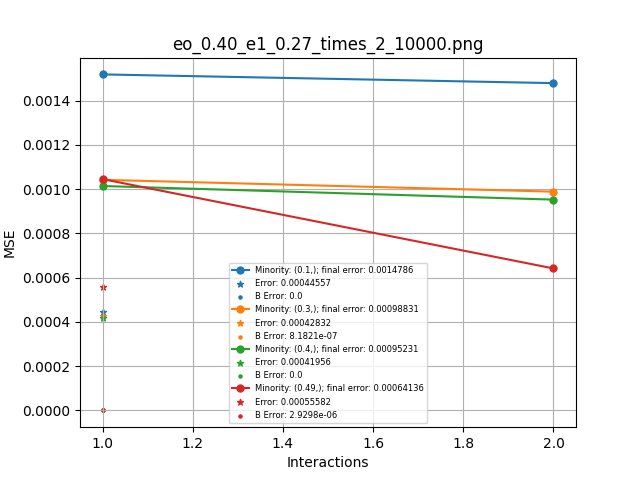 eo_0.40_e1_0.27_times_2_10000.png
MSE
0.0014
0.0012
0.0010
0.0008
0.0006
0.0004
0.0002
0.0000
Minority: (0.1,); final error: 0.0014786
Error: 0.00044557
B Error: 0.0
Minority: (0.3,); final error: 0.00098831
Error: 0.00042832
B Error: 8.1821e-07
Minority: (0.4,); final error: 0.00095231
Error: 0.00041956
B Error: 0.0
Minority: (0.49,); final error: 0.00064136
Error: 0.00055582
B Error: 2.9298e-06
1.0 1.2 1.4 1.6 1.8 2.0
Interactions